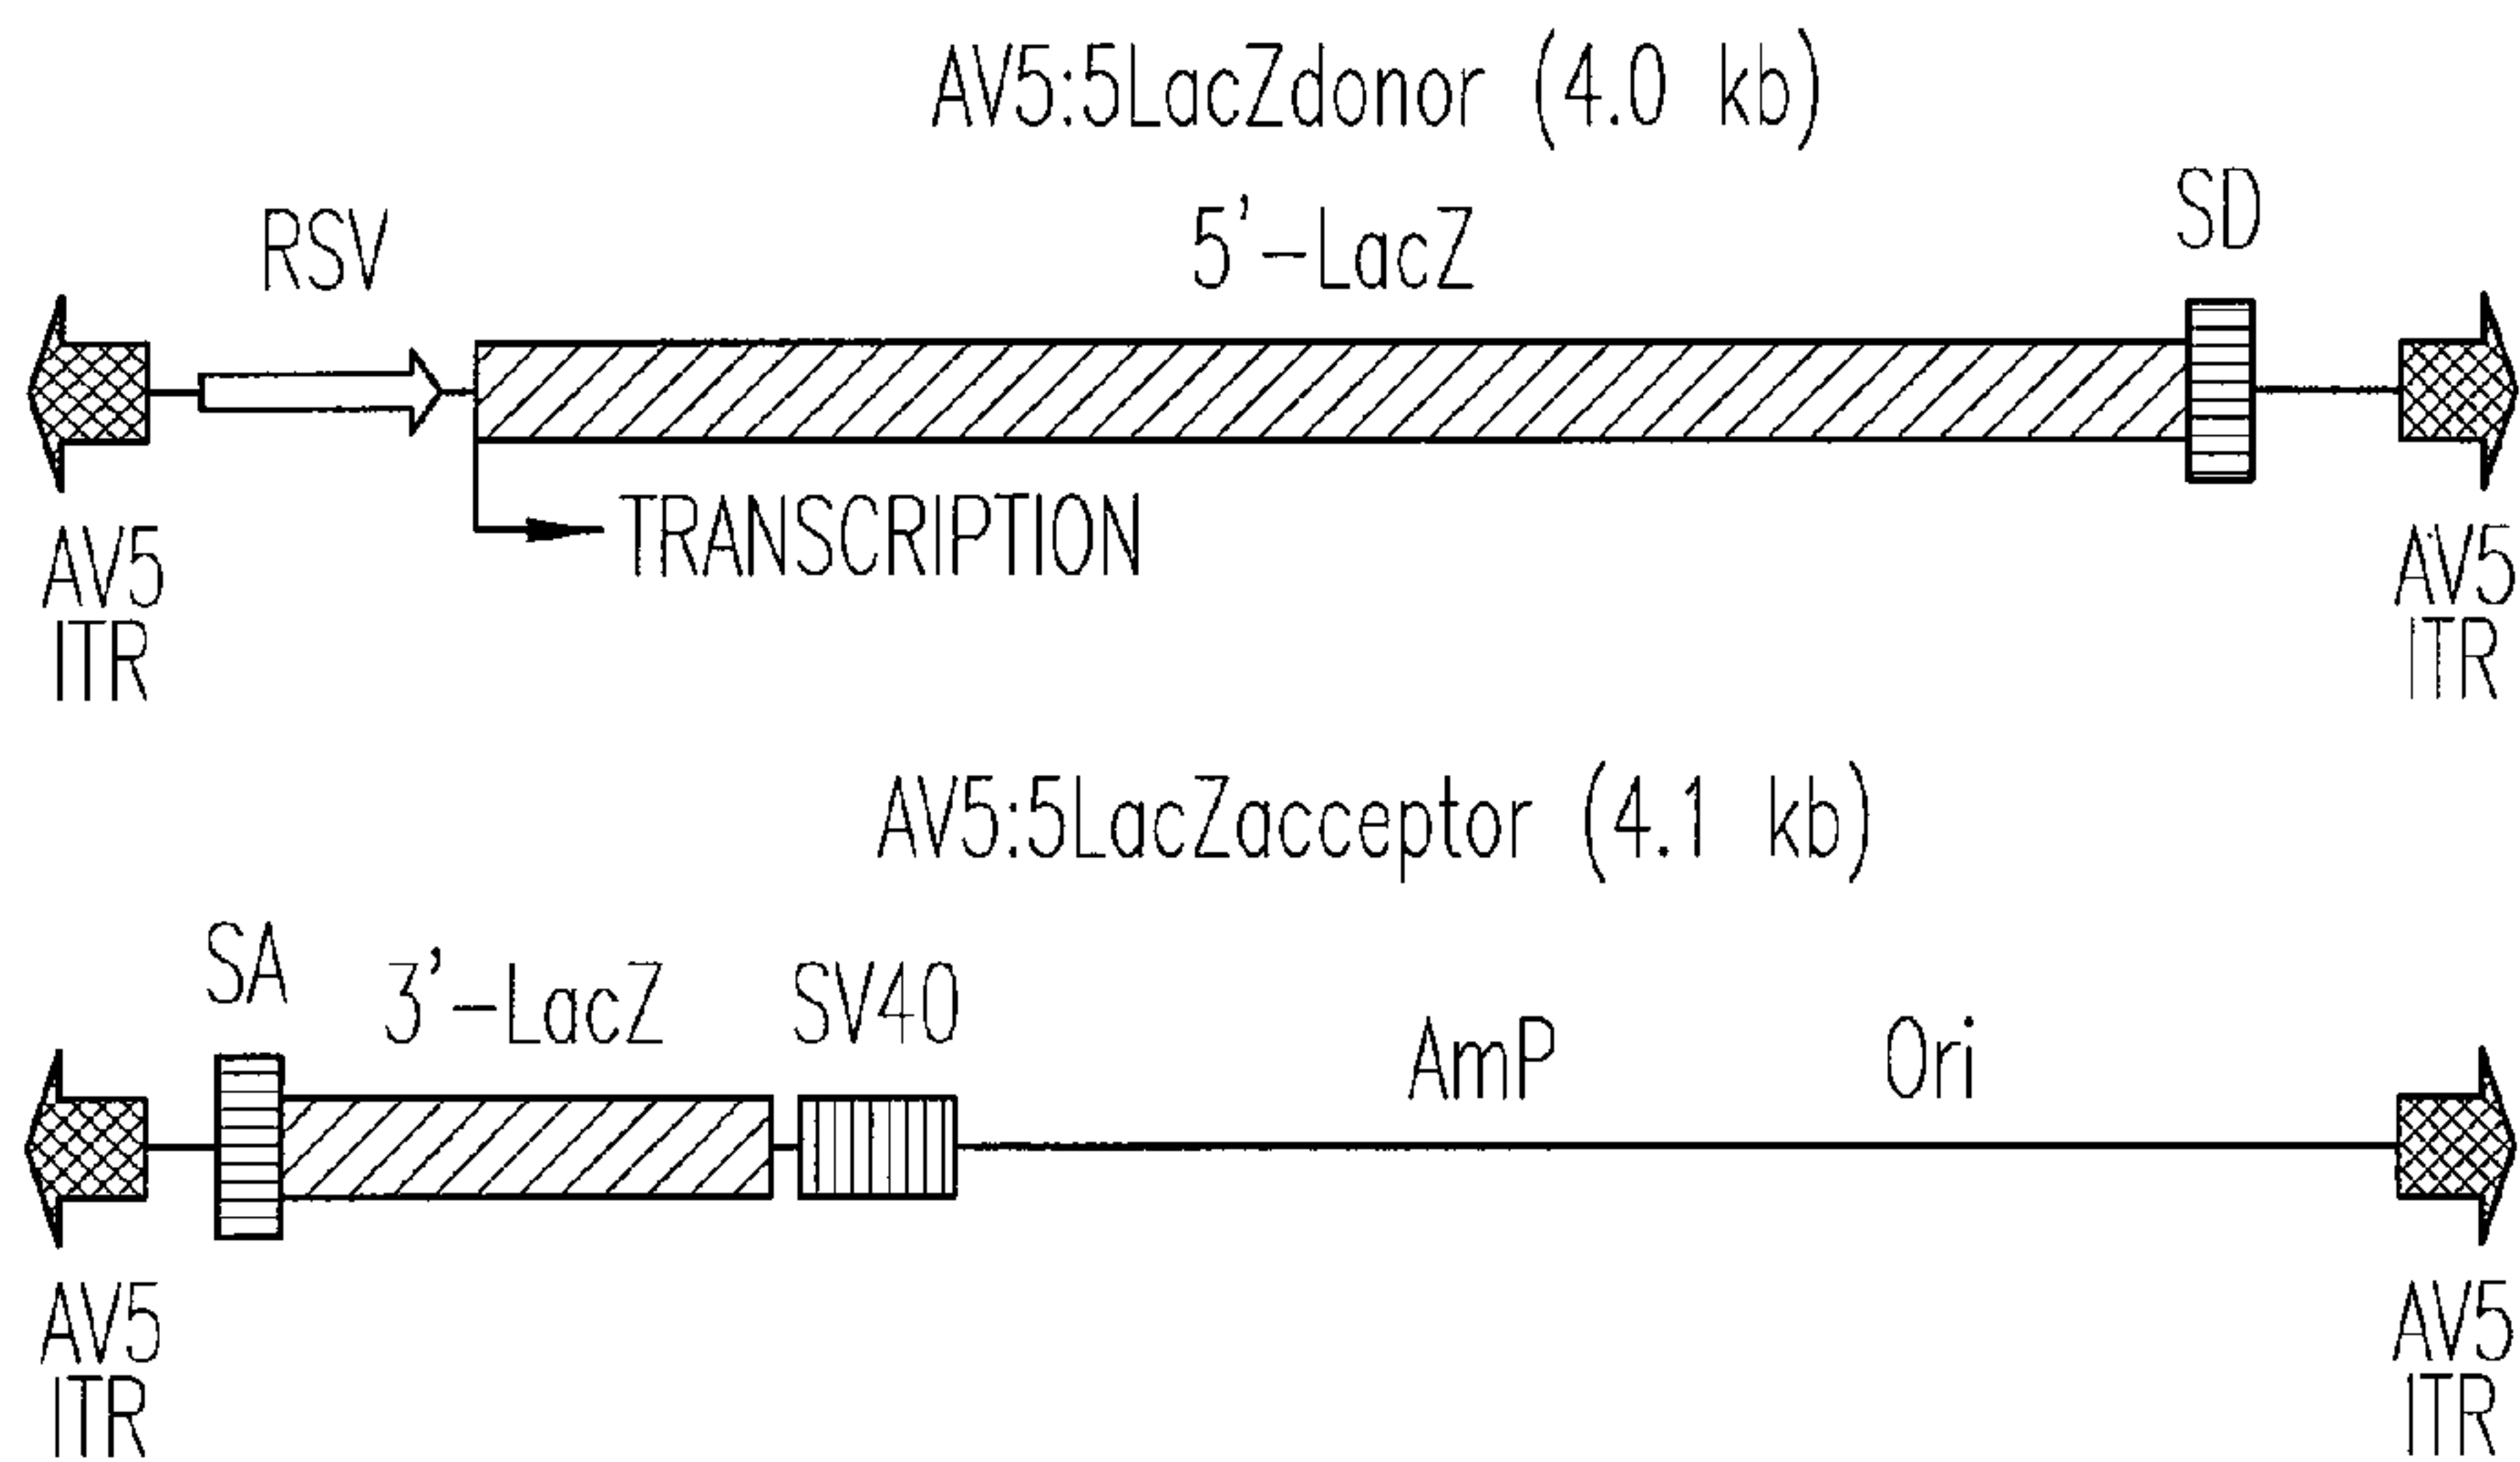 AV5:5LacZdonor (4.0 kb)
RSV
5'-LacZ
SD
TRANSCRIPTION
AV5
ITR
AV5
ITR
AV5:5LacZacceptor (4.1 kb)
SA
3'-LacZ
SV40
AmP
Ori
AV5
ITR
AV5
ITR